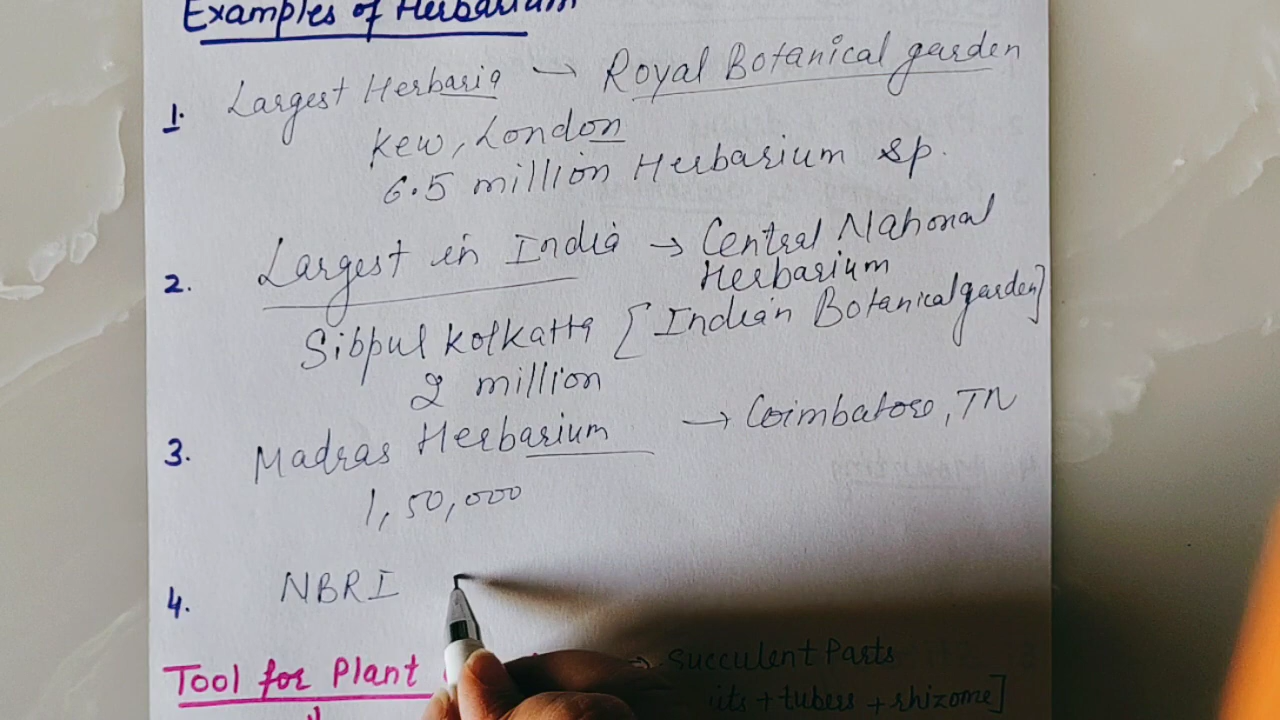 Examples of Herbarium
1. Largest Herbaria → Royal Botanical garden
Kew, London
6.5 million Herbarium sp.
2. Largest in India → Central National
Herbarium
Sibpul Kolkatta [Indian Botanical garden]
2 million
3. Madras Herbarium → Coimbatore, TN
1,50,000
4. NBRI
Tool for Plant
→ Succulent Parts
+ tubers + rhizome]